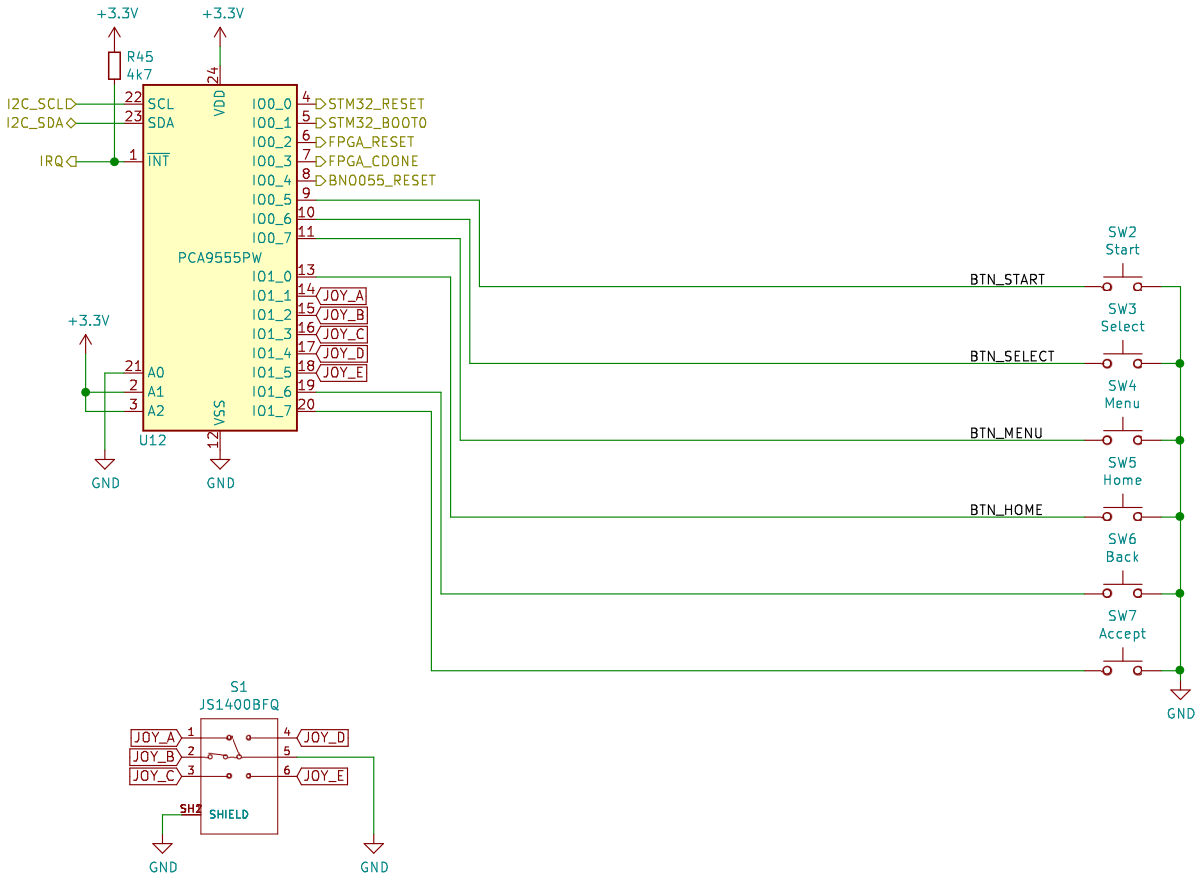 +3.3V
+3.3V
R45
4k7
24
VDD
I2C_SCL
22
SCL
IO0_0
4
STM32_RESET
I2C_SDA
23
SDA
IO0_1
5
STM32_BOOT0
IO0_2
6
FPGA_RESET
IRQ
1
INT
IO0_3
7
FPGA_CDONE
IO0_4
8
BNO055_RESET
IO0_5
9
IO0_6
10
IO0_7
11
PCA9555PW
IO1_0
13
IO1_1
14
JOY_A
IO1_2
15
JOY_B
IO1_3
16
JOY_C
IO1_4
17
JOY_D
IO1_5
18
JOY_E
IO1_6
19
IO1_7
20
+3.3V
21
A0
2
A1
3
A2
VSS
12
U12
GND
GND
SW2
Start
BTN_START
SW3
Select
BTN_SELECT
SW4
Menu
BTN_MENU
SW5
Home
BTN_HOME
SW6
Back
SW7
Accept
GND
S1
JS1400BFQ
JOY_A
1
4
JOY_D
JOY_B
2
5
JOY_C
3
6
JOY_E
SHIELD
GND
GND